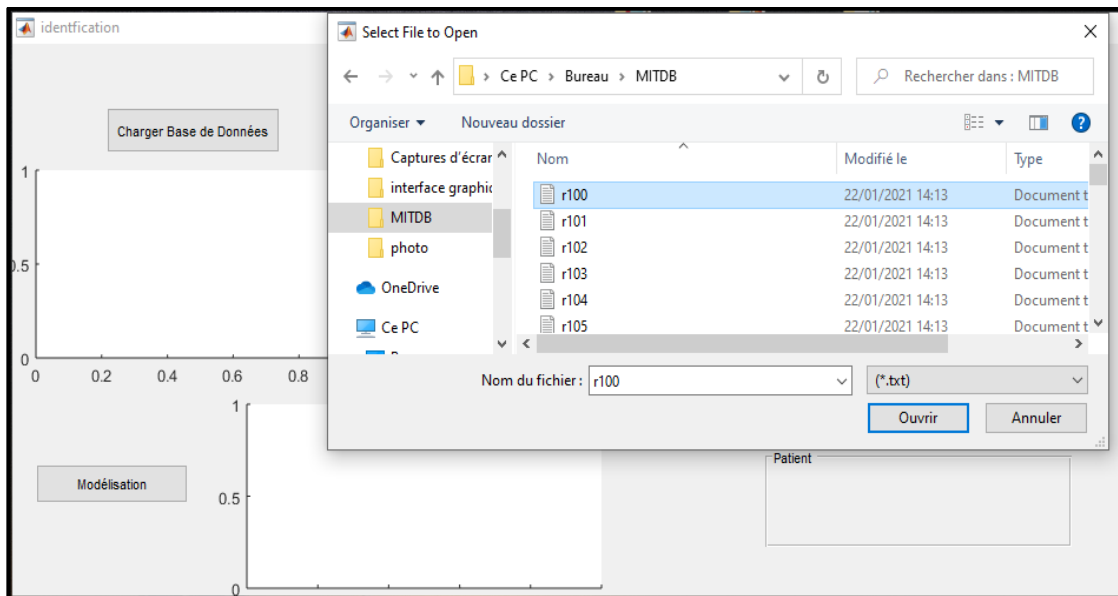 identfication
Select File to Open
Ce PC > Bureau > MITDB
Rechercher dans : MITDB
Organiser
Nouveau dossier
Charger Base de Données
Captures d'écrar
interface graphic
MITDB
photo
OneDrive
Ce PC
Nom
Modifié le
Type
r100 22/01/2021 14:13 Document t
r101 22/01/2021 14:13 Document t
r102 22/01/2021 14:13 Document t
r103 22/01/2021 14:13 Document t
r104 22/01/2021 14:13 Document t
r105 22/01/2021 14:13 Document t
Nom du fichier : r100
(*.txt)
Ouvrir
Annuler
1
0.5
0
0 0.2 0.4 0.6 0.8
Modélisation
1
0.5
0
Patient